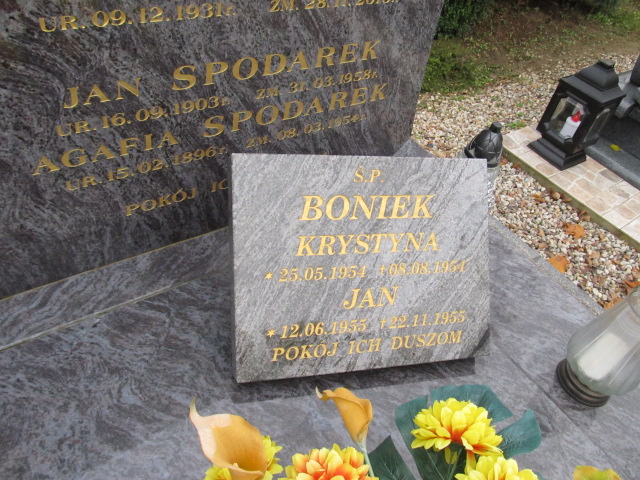 UR. 09.12.1931r.
JAN SPODAREK
UR. 16.09.1903r. ZM. 31.03.1958r.
AGAFIA SPODAREK
UR. 15.02.1896r. ZM. 08.03.1954r.
POKÓJ ICH
Ś.P.
BONIEK
KRYSTYNA
* 25.05.1954 †08.08.1954
JAN
* 12.06.1955 †22.11.1955
POKÓJ ICH DUSZOM